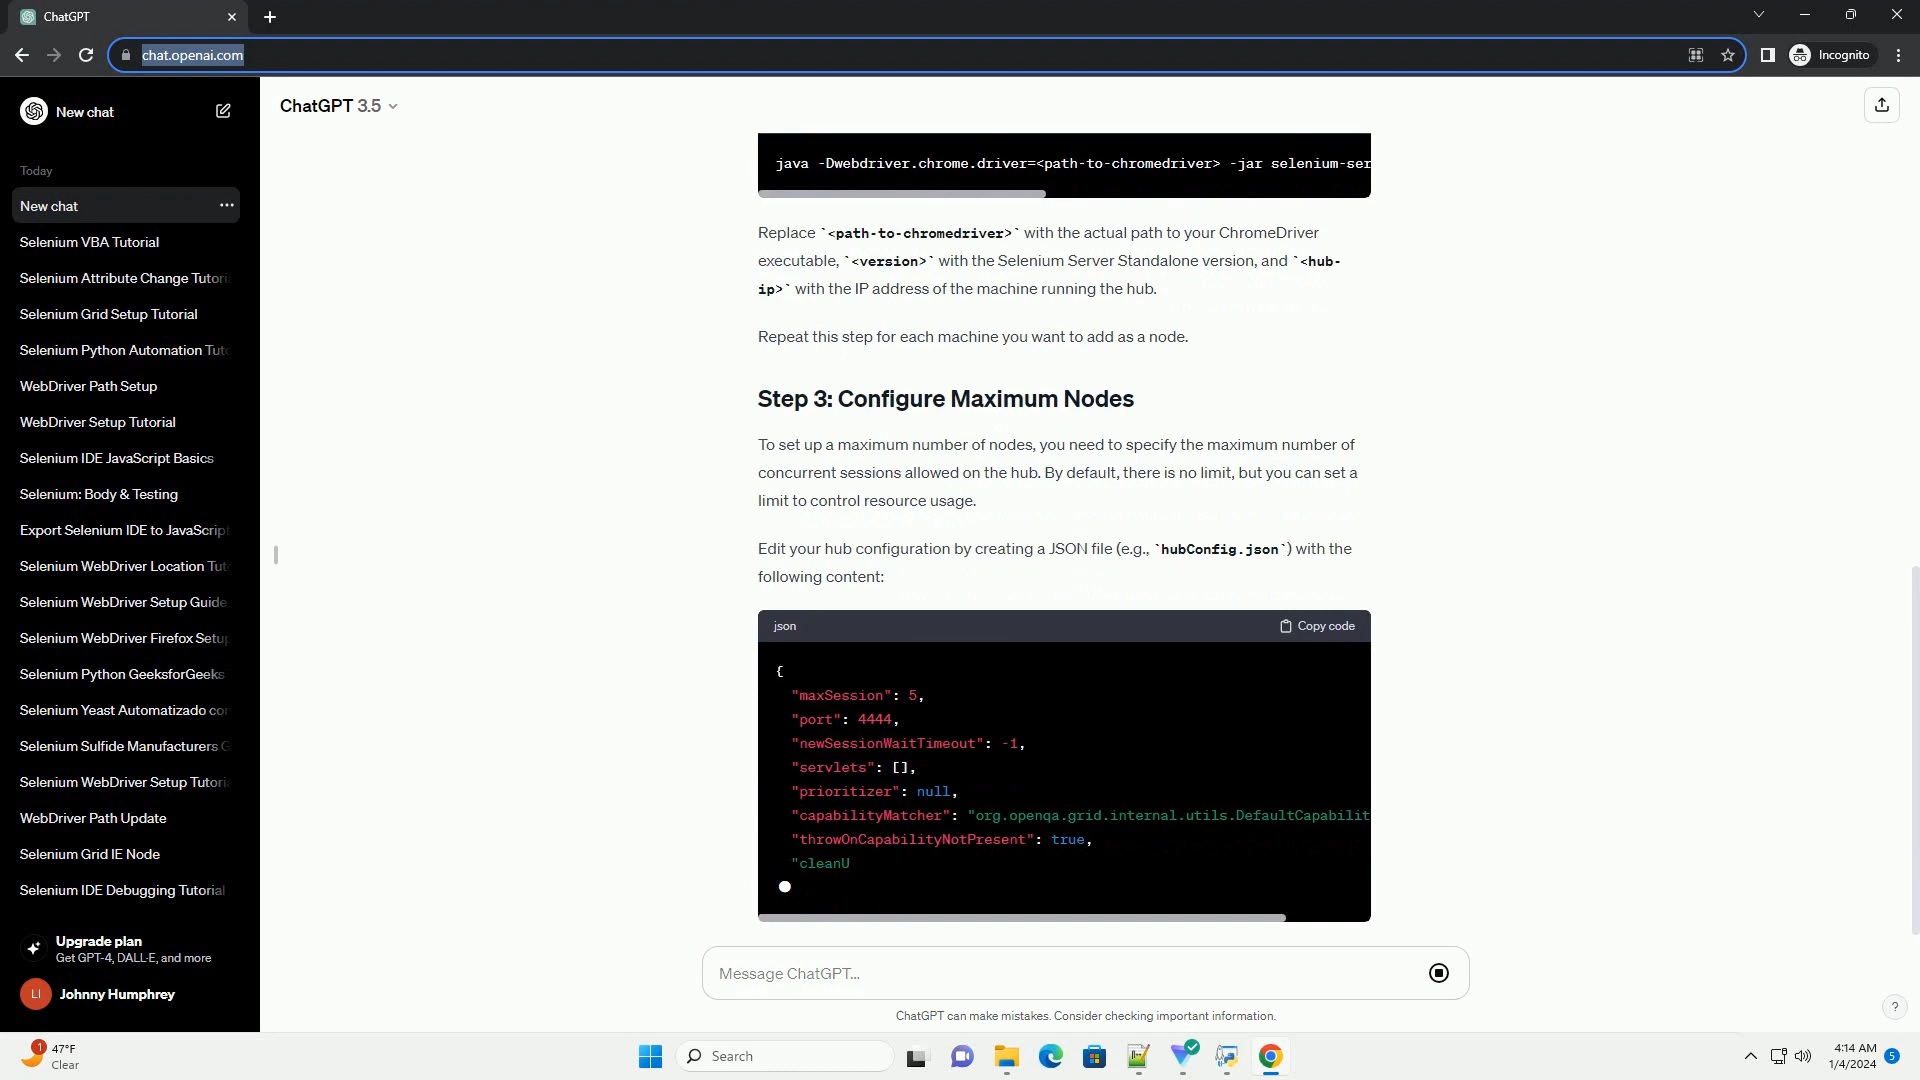 ChatGPT
chat.openai.com
Incognito
New chat
Today
New chat
Selenium VBA Tutorial
Selenium Attribute Change Tutori
Selenium Grid Setup Tutorial
Selenium Python Automation Tuto
WebDriver Path Setup
WebDriver Setup Tutorial
Selenium IDE JavaScript Basics
Selenium: Body & Testing
Export Selenium IDE to JavaScript
Selenium WebDriver Location Tuto
Selenium WebDriver Setup Guide
Selenium WebDriver Firefox Setup
Selenium Python GeeksforGeeks
Selenium Yeast Automatizado con
Selenium Sulfide Manufacturers G
Selenium WebDriver Setup Tutoria
WebDriver Path Update
Selenium Grid IE Node
Selenium IDE Debugging Tutorial
Upgrade plan
Get GPT-4, DALL·E, and more
LI
Johnny Humphrey
ChatGPT 3.5
java -Dwebdriver.chrome.driver=<path-to-chromedriver> -jar selenium-ser
Replace `<path-to-chromedriver>` with the actual path to your ChromeDriver
executable, `<version>` with the Selenium Server Standalone version, and `<hub-
ip>` with the IP address of the machine running the hub.
Repeat this step for each machine you want to add as a node.
Step 3: Configure Maximum Nodes
To set up a maximum number of nodes, you need to specify the maximum number of
concurrent sessions allowed on the hub. By default, there is no limit, but you can set a
limit to control resource usage.
Edit your hub configuration by creating a JSON file (e.g., `hubConfig.json`) with the
following content:
json
Copy code
{
"maxSession": 5,
"port": 4444,
"newSessionWaitTimeout": -1,
"servlets": [],
"prioritizer": null,
"capabilityMatcher": "org.openqa.grid.internal.utils.DefaultCapabilit
"throwOnCapabilityNotPresent": true,
"cleanU
Message ChatGPT...
ChatGPT can make mistakes. Consider checking important information.
?
1
47°F
Clear
Search
4:14 AM
1/4/2024
5